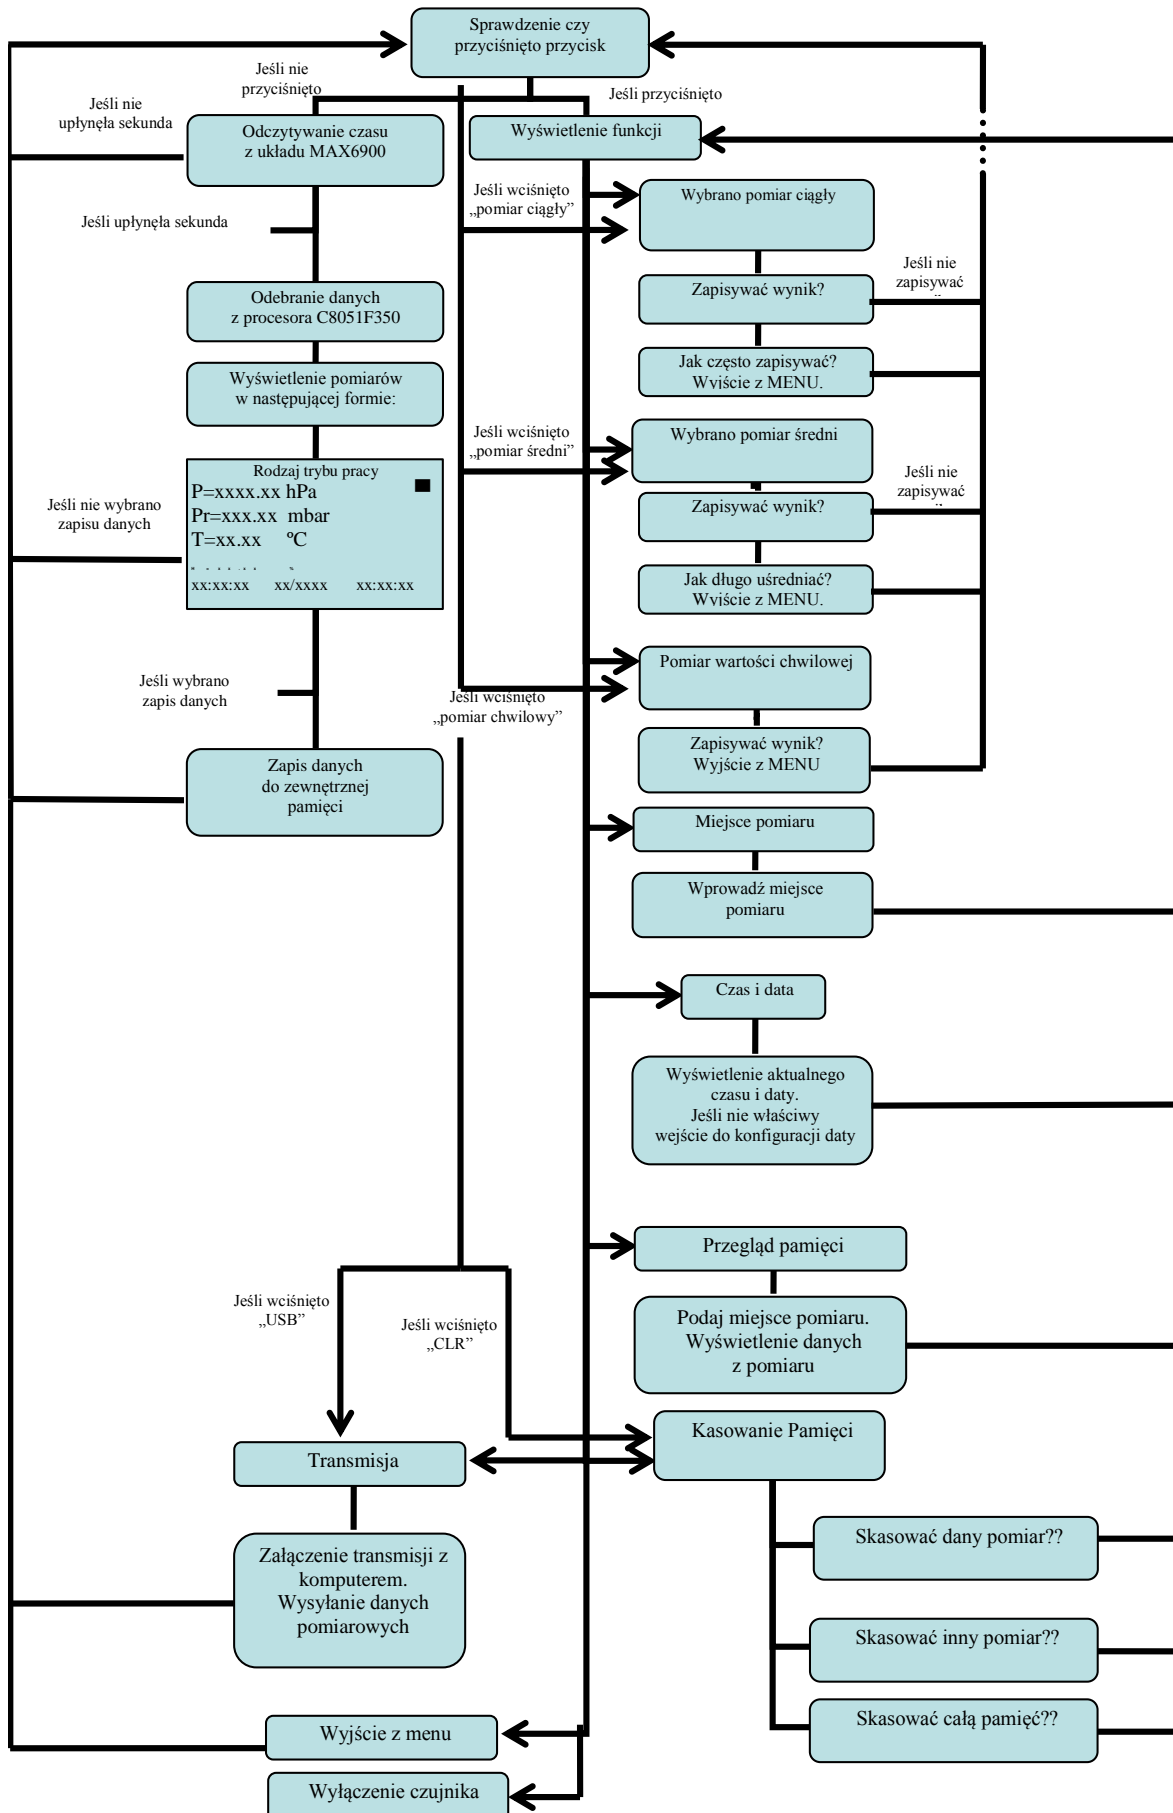 Sprawdzenie czy
przyciśnięto przycisk
Jeśli nie
przyciśnięto
Jeśli przyciśnięto
Jeśli nie
upłynęła sekunda
Odczytywanie czasu
z układu MAX6900
Wyświetlenie funkcji
Jeśli wciśnięto
„pomiar ciągły”
Wybrano pomiar ciągły
Jeśli upłynęła sekunda
Jeśli nie
zapisywać
Zapisywać wynik?
Odebranie danych
z procesora C8051F350
Jak często zapisywać?
Wyjście z MENU.
Wyświetlenie pomiarów
w następującej formie:
Jeśli wciśnięto
„pomiar średni”
Wybrano pomiar średni
Jeśli nie
zapisywać
Rodzaj trybu pracy
P=xxxx.xx hPa
Pr=xxx.xx mbar
T=xx.xx ºC
xx:xx:xx xx/xxxx xx:xx:xx
Jeśli nie wybrano
zapisu danych
Zapisywać wynik?
Jak długo uśredniać?
Wyjście z MENU.
Jeśli wybrano
zapis danych
Jeśli wciśnięto
„pomiar chwilowy”
Pomiar wartości chwilowej
Zapisywać wynik?
Wyjście z MENU
Zapis danych
do zewnętrznej
pamięci
Miejsce pomiaru
Wprowadź miejsce
pomiaru
Czas i data
Wyświetlenie aktualnego
czasu i daty.
Jeśli nie właściwy
wejście do konfiguracji daty
Przegląd pamięci
Podaj miejsce pomiaru.
Wyświetlenie danych
z pomiaru
Jeśli wciśnięto
„USB”
Jeśli wciśnięto
„CLR”
Kasowanie Pamięci
Transmisja
Załączenie transmisji z
komputerem.
Wysyłanie danych
pomiarowych
Skasować dany pomiar??
Skasować inny pomiar??
Skasować całą pamięć??
Wyjście z menu
Wyłączenie czujnika